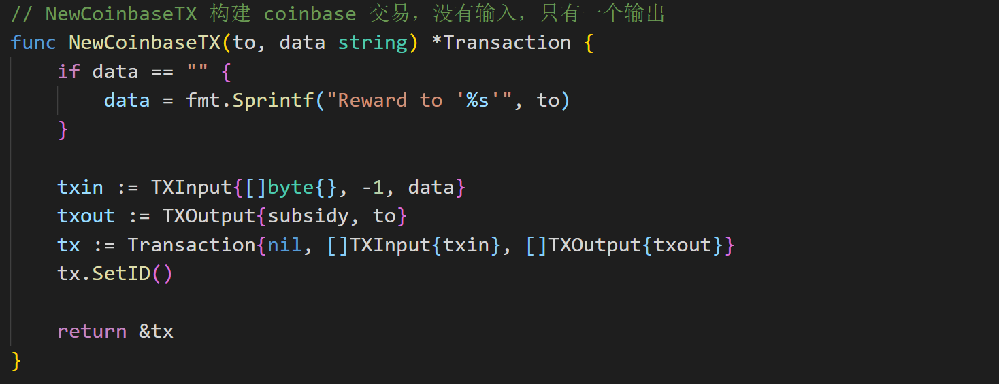 // NewCoinbaseTX 构建 coinbase 交易，没有输入，只有一个输出
func NewCoinbaseTX(to, data string) *Transaction {
    if data == "" {
        data = fmt.Sprintf("Reward to '%s'", to)
    }

    txin := TXInput{[]byte{}, -1, data}
    txout := TXOutput{subsidy, to}
    tx := Transaction{nil, []TXInput{txin}, []TXOutput{txout}}
    tx.SetID()

    return &tx
}